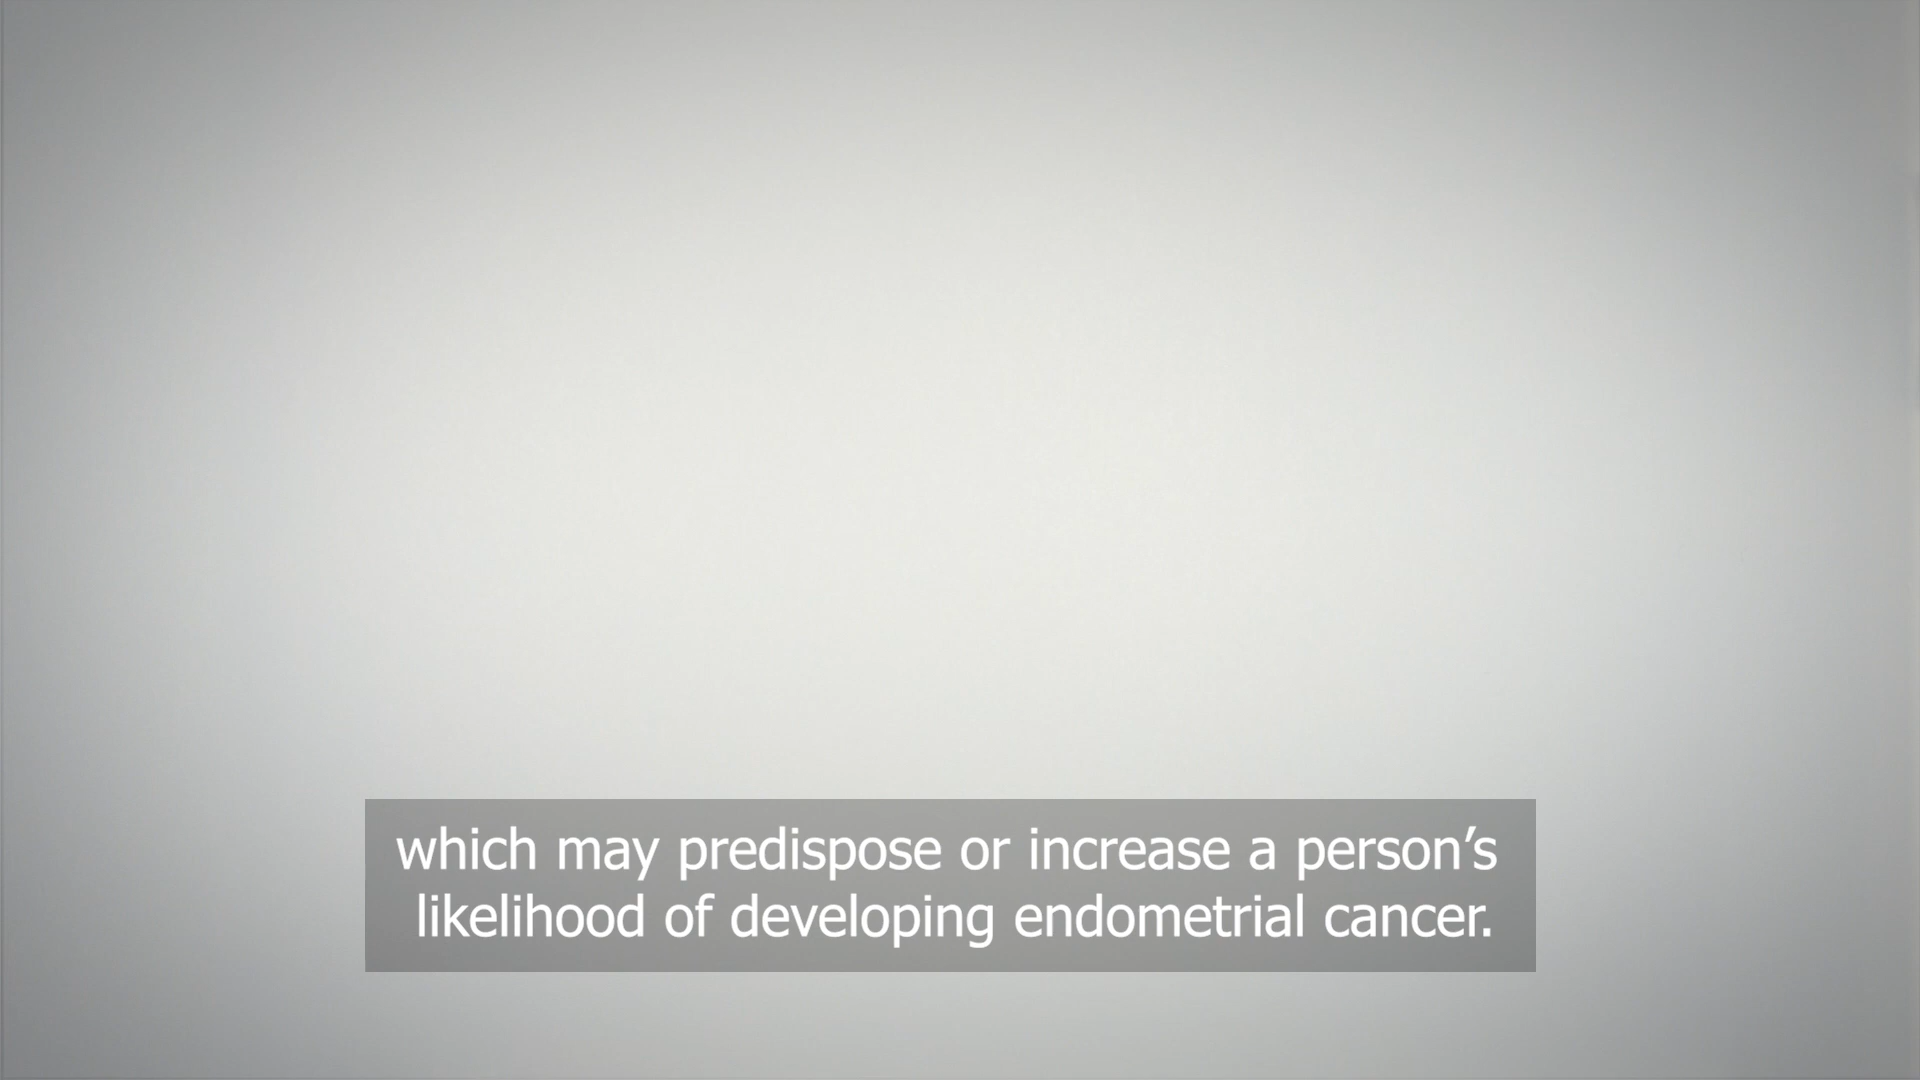 which may predispose or increase a person’s
likelihood of developing endometrial cancer.